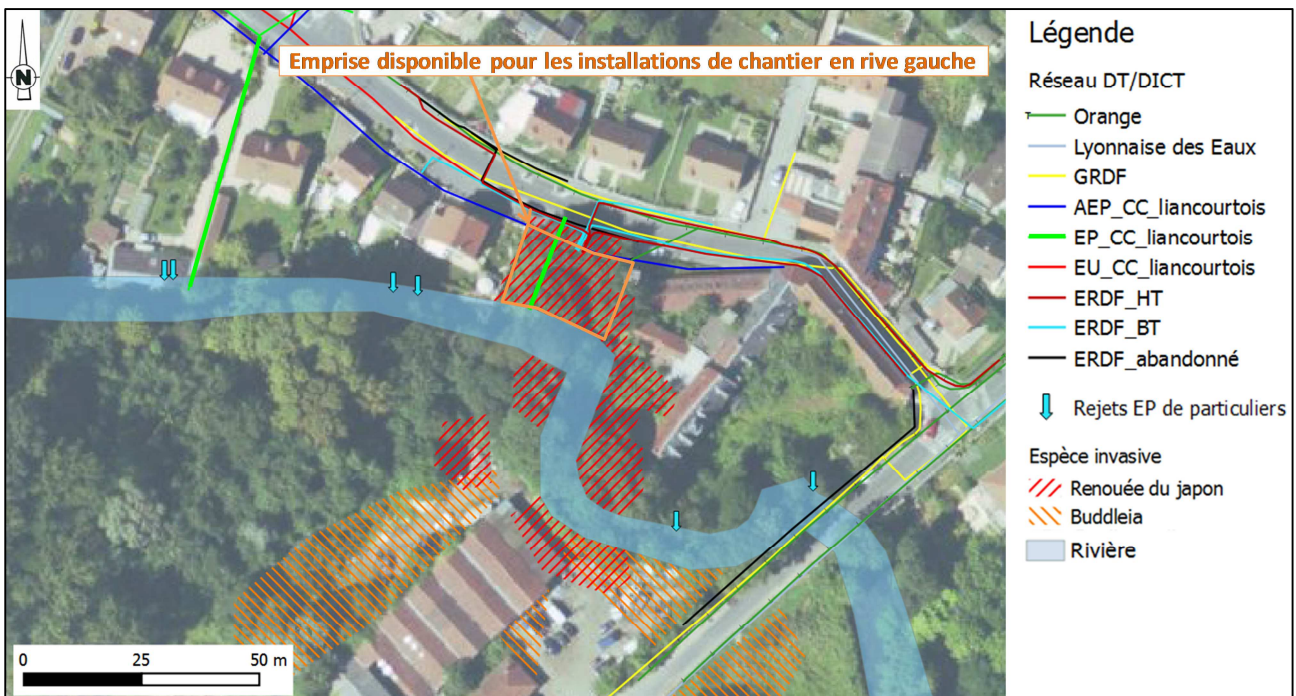 Emprise disponible pour les installations de chantier en rive gauche
N
0 25 50 m
Légende
Réseau DT/DICT
Orange
Lyonnaise des Eaux
GRDF
AEP_CC_liancourtois
EP_CC_liancourtois
EU_CC_liancourtois
ERDF_HT
ERDF_BT
ERDF_abandonné
Rejets EP de particuliers
Espèce invasive
Renouée du japon
Buddleia
Rivière